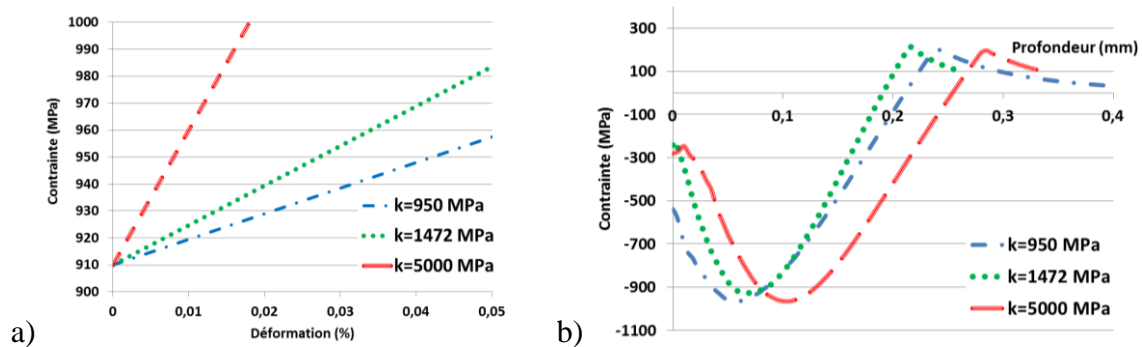 a)
Contrainte (MPa)
1000
990
980
970
960
950
940
930
920
910
900
0
0,01
0,02
0,03
0,04
0,05
Déformation (%)
k=950 MPa
k=1472 MPa
k=5000 MPa
b)
Contrainte (MPa)
300
100
-100
-300
-500
-700
-900
-1100
Profondeur (mm)
0
0,1
0,2
0,3
0,4
k=950 MPa
k=1472 MPa
k=5000 MPa